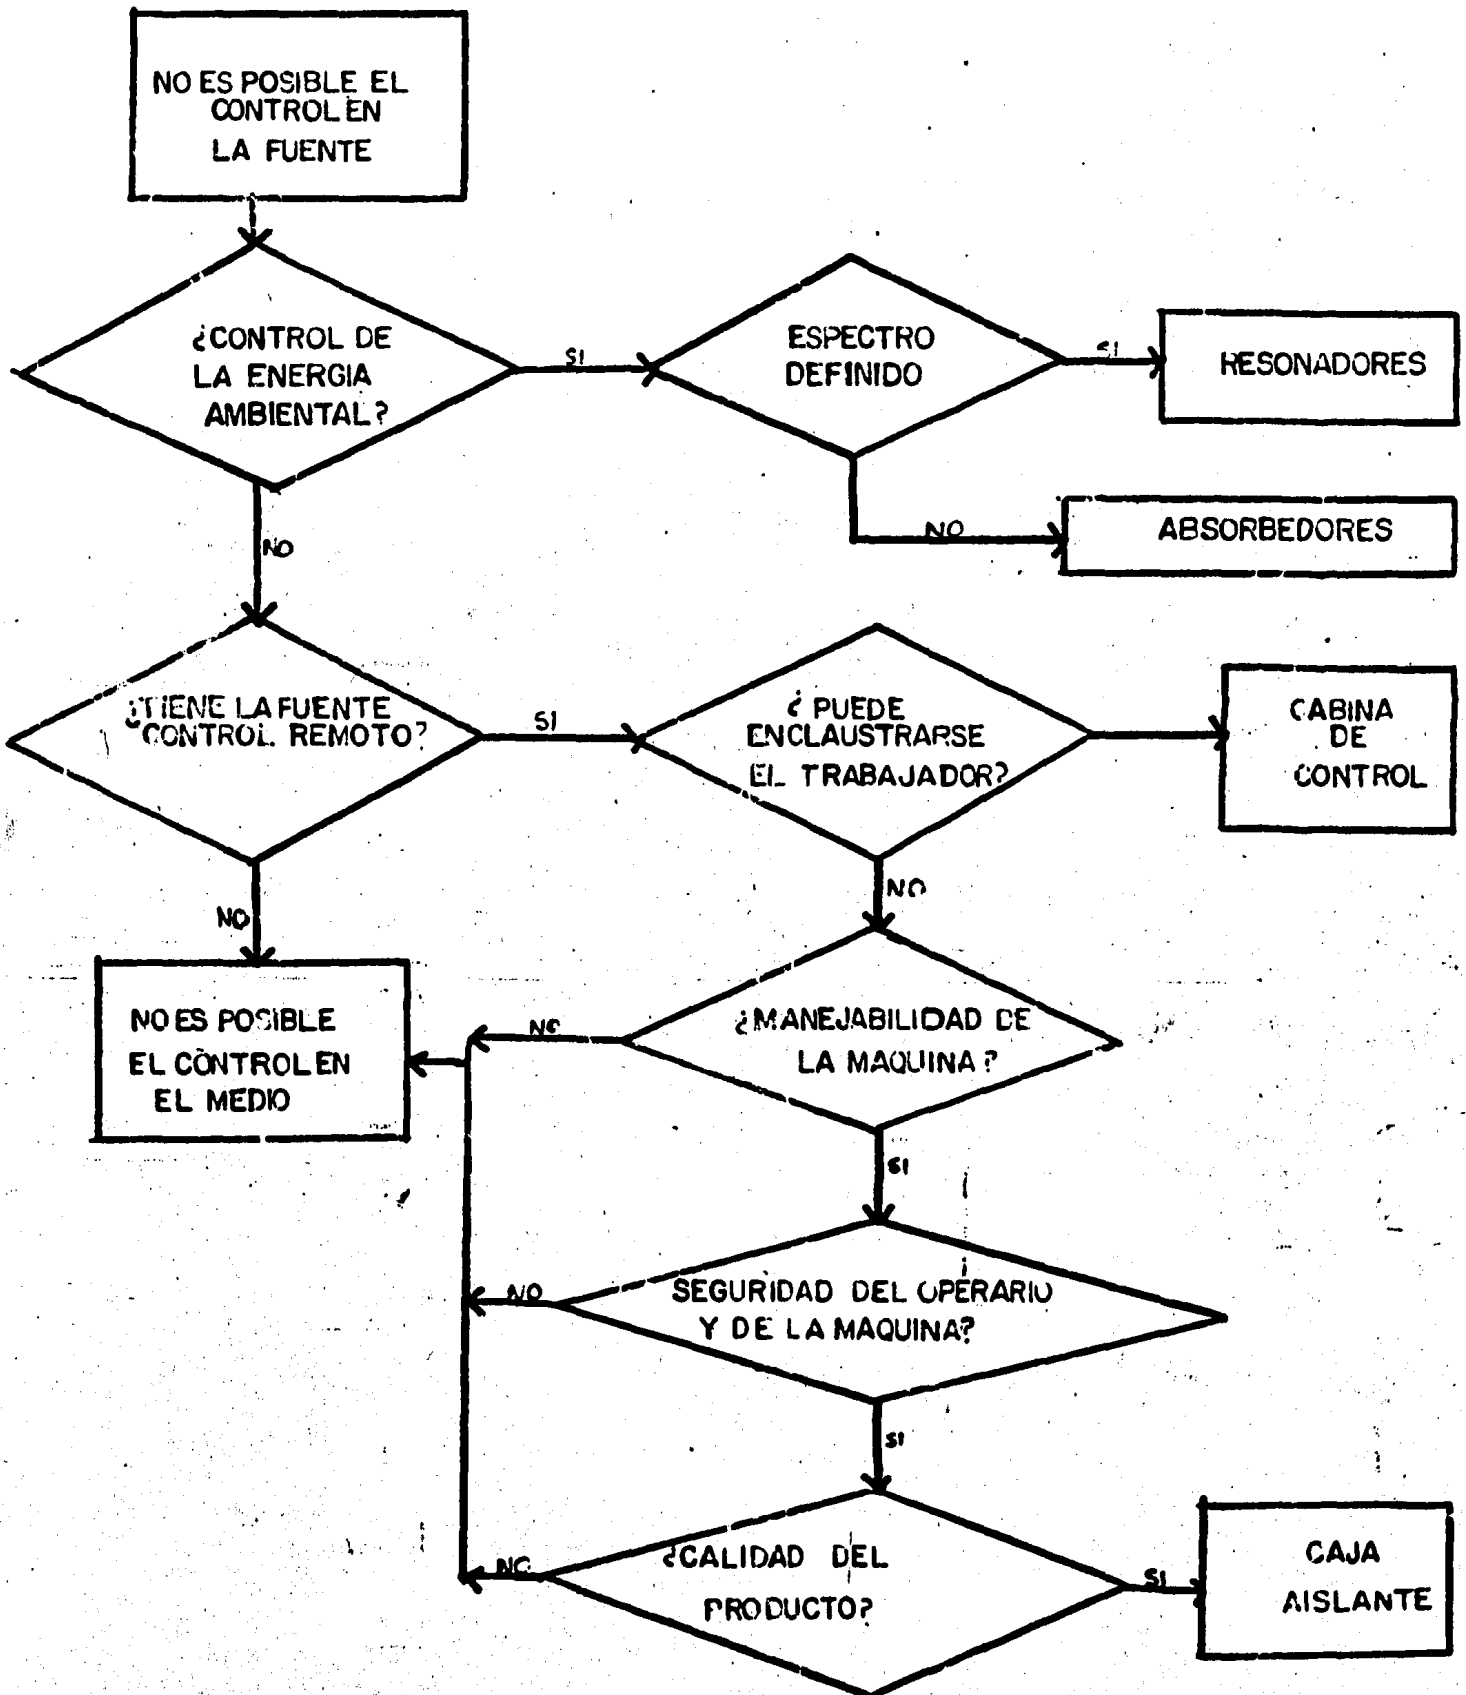 NO ES POSIBLE EL
CONTROL EN
LA FUENTE
¿CONTROL DE
LA ENERGIA
AMBIENTAL?
SI
ESPECTRO
DEFINIDO
SI
RESONADORES
NO
ABSORBEDORES
NO
¿TIENE LA FUENTE
CONTROL REMOTO?
SI
¿PUEDE
ENCLAUSTRARSE
EL TRABAJADOR?
CABINA
DE
CONTROL
NO
NO
NO ES POSIBLE
EL CONTROL EN
EL MEDIO
NO
¿MANEJABILIDAD DE
LA MAQUINA?
SI
NO
SEGURIDAD DEL OPERARIO
Y DE LA MAQUINA?
SI
NO
¿CALIDAD DEL
PRODUCTO?
SI
CAJA
AISLANTE